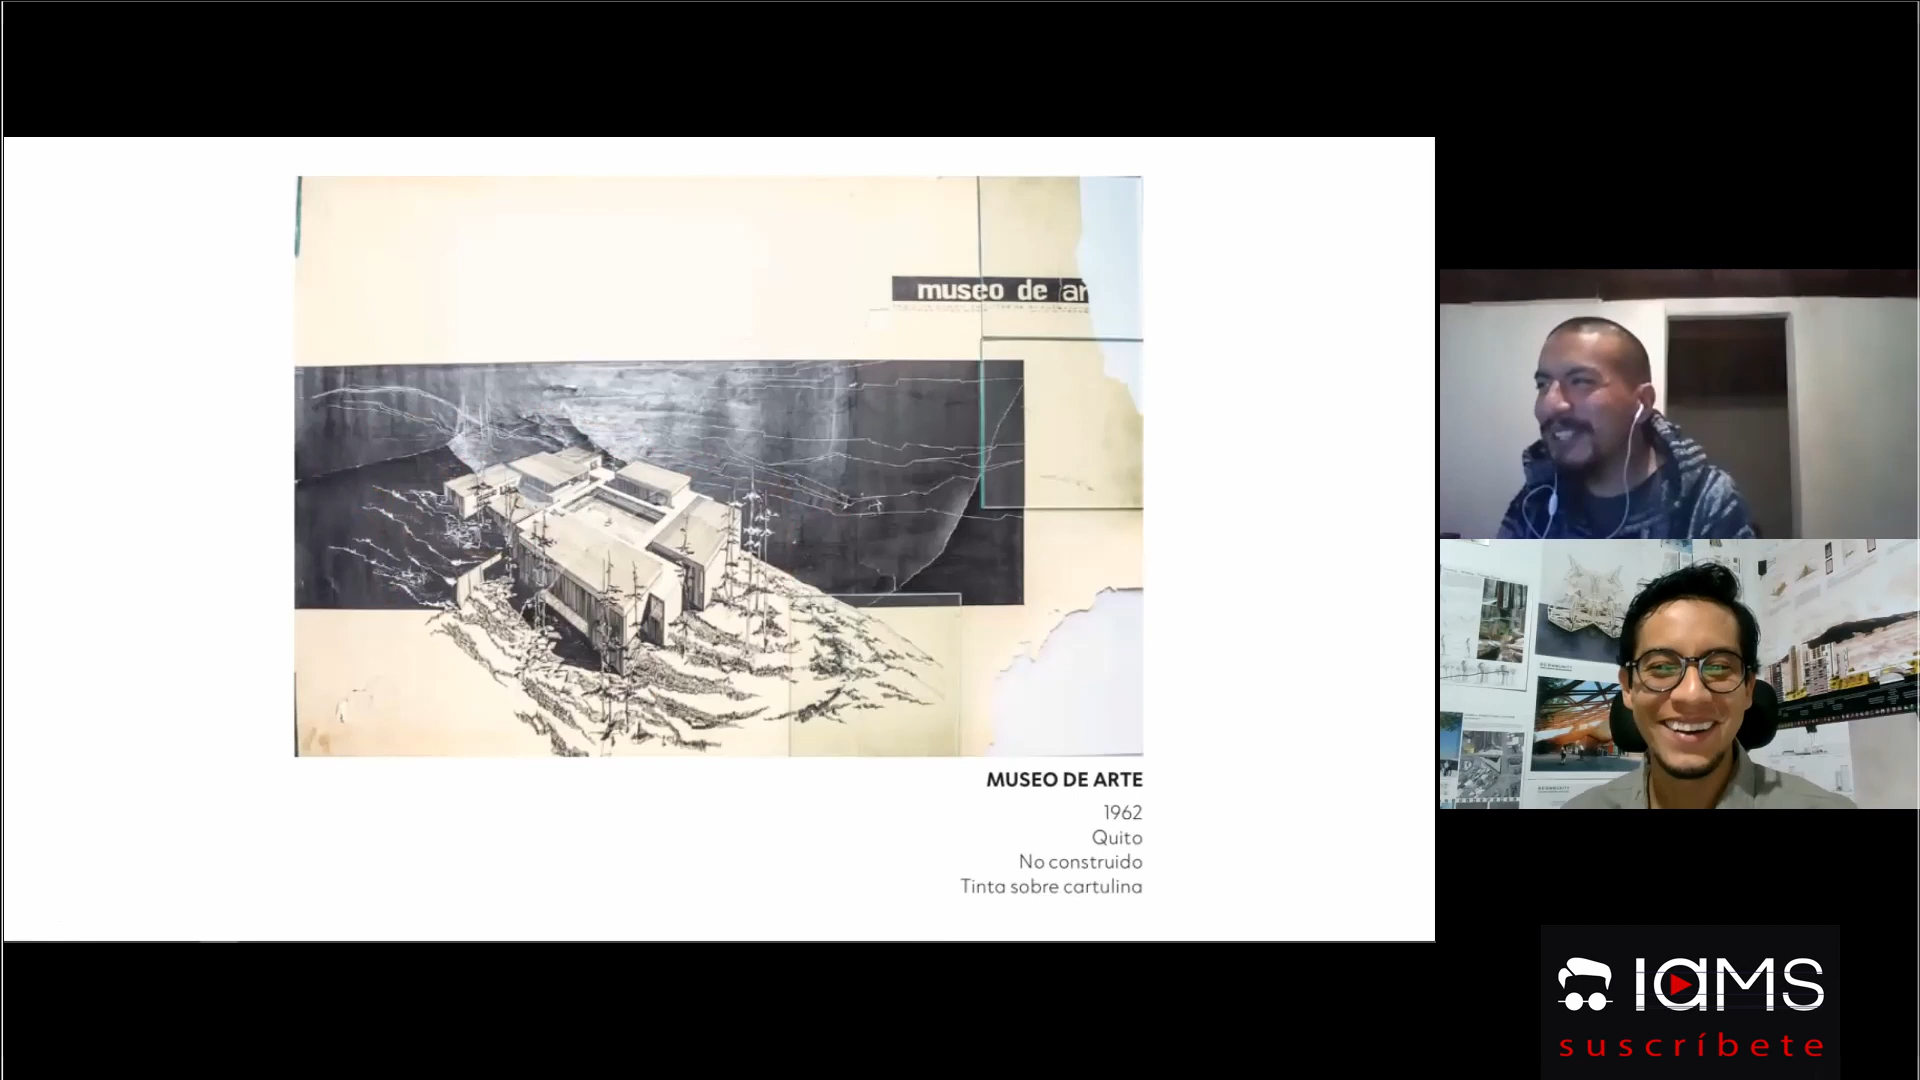 museo de ar
MUSEO DE ARTE
1962
Quito
No construido
Tinta sobre cartulina
IAMS
suscríbete